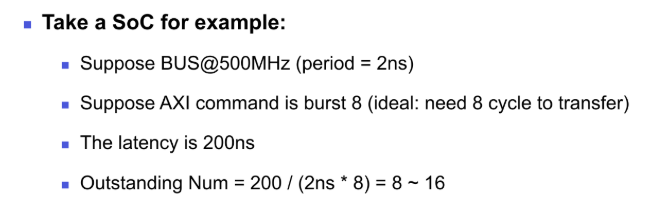 Take a SoC for example:
Suppose BUS@500MHz (period = 2ns)
Suppose AXI command is burst 8 (ideal: need 8 cycle to transfer)
The latency is 200ns
Outstanding Num = 200 / (2ns * 8) = 8 ~ 16